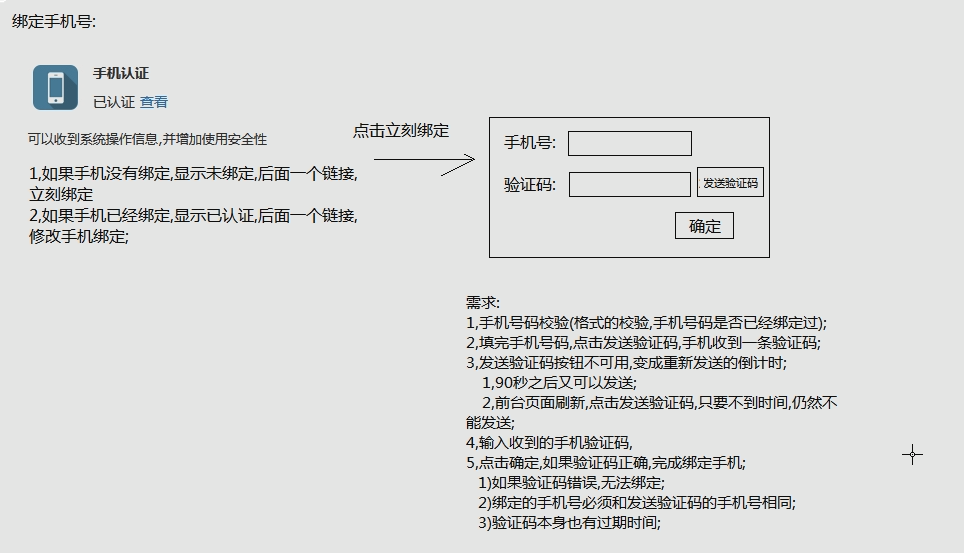 绑定手机号:
手机认证
已认证 查看
可以收到系统操作信息,并增加使用安全性
1,如果手机没有绑定,显示未绑定,后面一个链接,
立刻绑定
2,如果手机已经绑定,显示已认证,后面一个链接,
修改手机绑定;
点击立刻绑定
手机号:
验证码: 发送验证码
确定
需求:
1,手机号码校验(格式的校验,手机号码是否已经绑定过);
2,填完手机号码,点击发送验证码,手机收到一条验证码;
3,发送验证码按钮不可用,变成重新发送的倒计时;
1,90秒之后又可以发送;
2,前台页面刷新,点击发送验证码,只要不到时间,仍然不
能发送;
4,输入收到的手机验证码,
5,点击确定,如果验证码正确,完成绑定手机;
1)如果验证码错误,无法绑定;
2)绑定的手机号必须和发送验证码的手机号相同;
3)验证码本身也有过期时间;